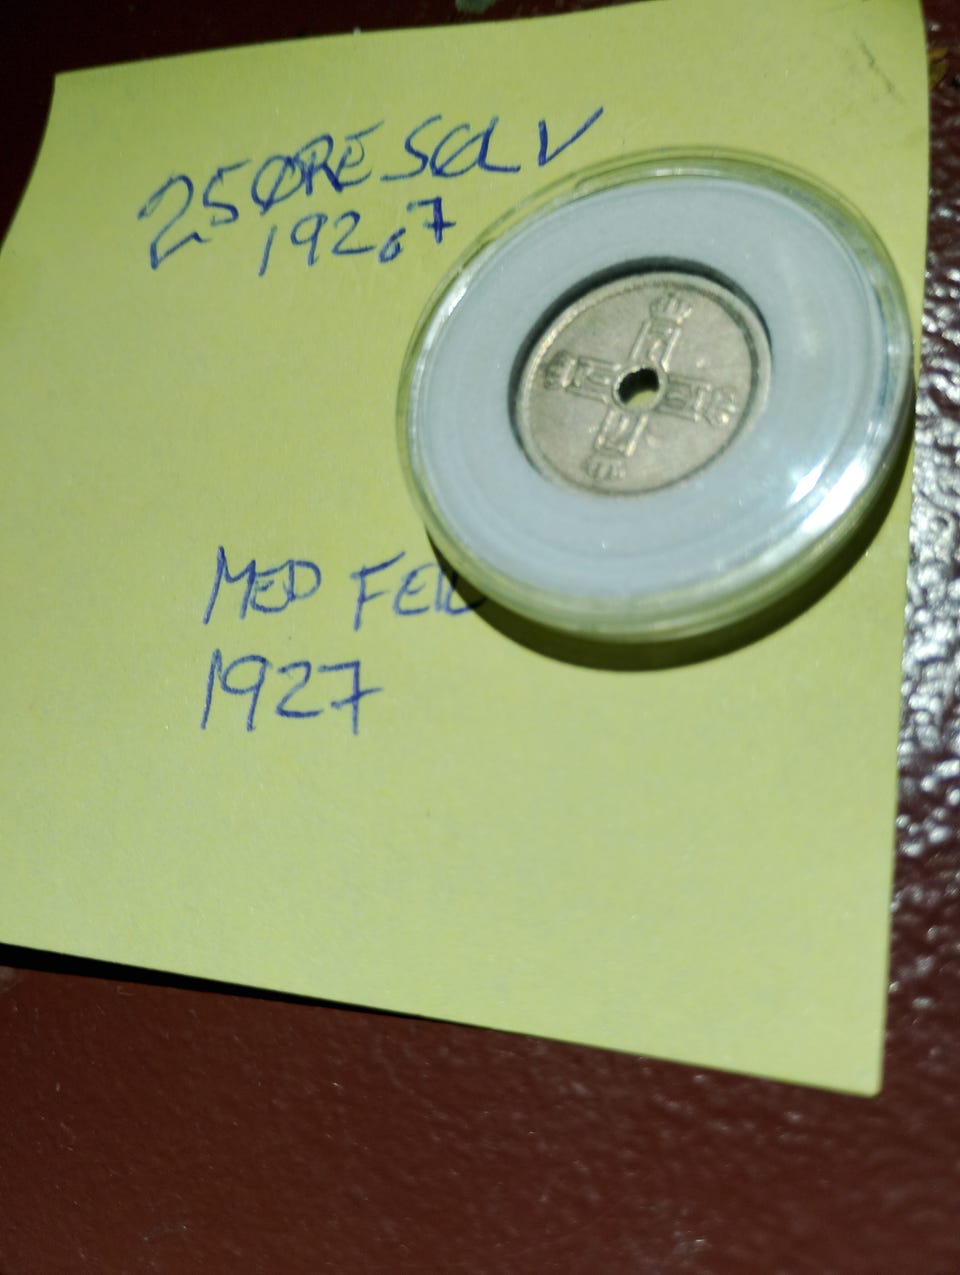 25ØRE SØLV
192.7
MED FEIL
1927